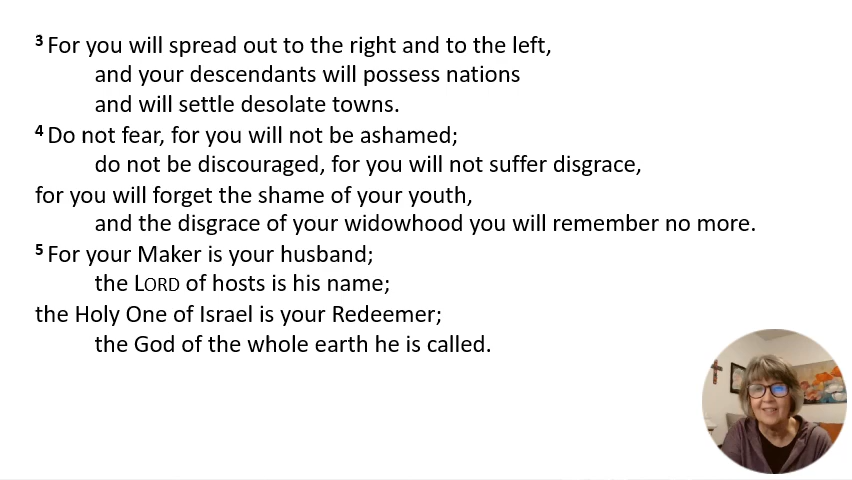 3 For you will spread out to the right and to the left,
and your descendants will possess nations
and will settle desolate towns.
4 Do not fear, for you will not be ashamed;
do not be discouraged, for you will not suffer disgrace,
for you will forget the shame of your youth,
and the disgrace of your widowhood you will remember no more.
5 For your Maker is your husband;
the LORD of hosts is his name;
the Holy One of Israel is your Redeemer;
the God of the whole earth he is called.